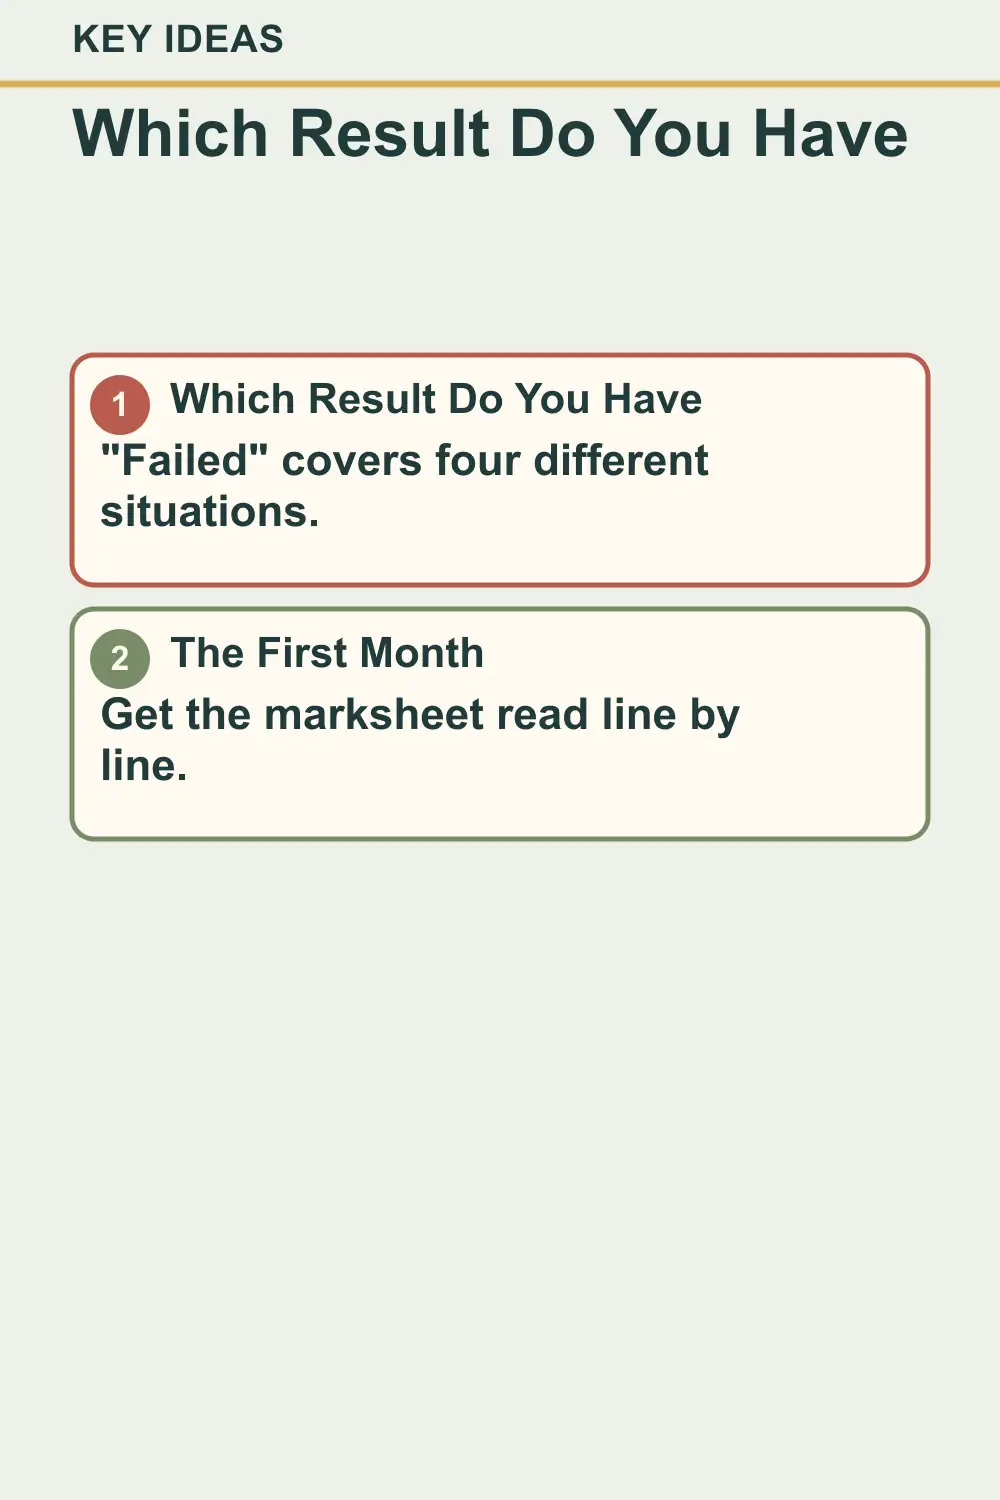 KEY IDEAS
Which Result Do You Have
1 Which Result Do You Have
"Failed" covers four different
situations.
2 The First Month
Get the marksheet read line by
line.